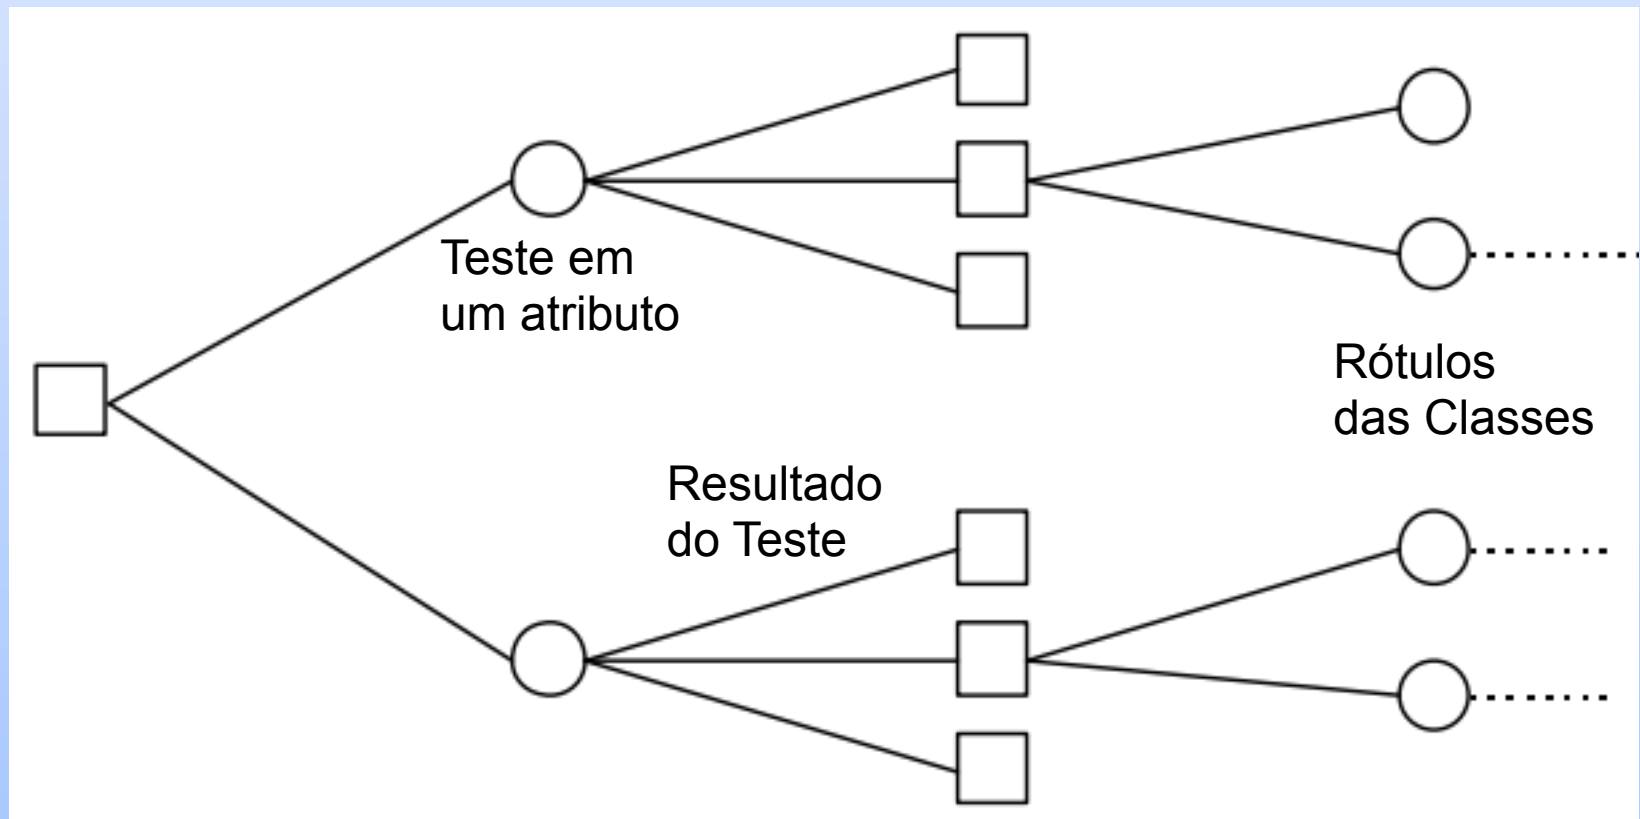 Teste em
um atributo
Rótulos
das Classes
Resultado
do Teste